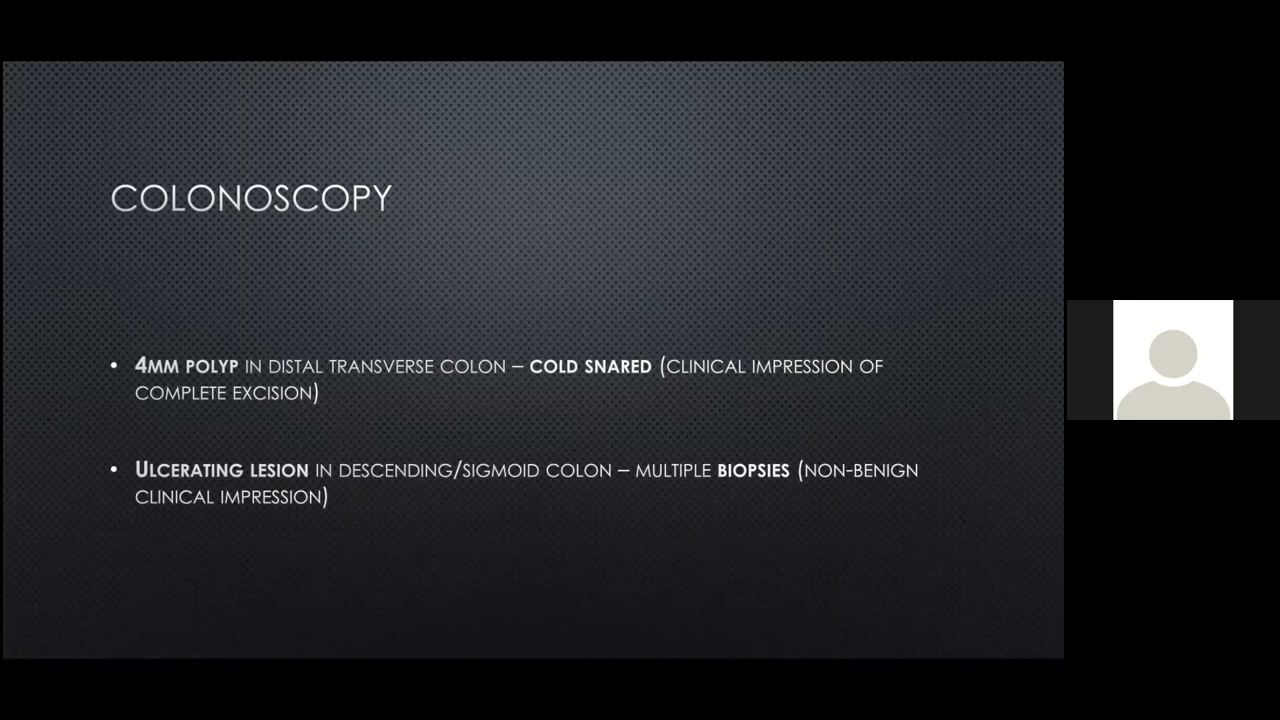 COLONOSCOPY
• 4MM POLYP IN DISTAL TRANSVERSE COLON – COLD SNARED (CLINICAL IMPRESSION OF
COMPLETE EXCISION)
• ULCERATING LESION IN DESCENDING/SIGMOID COLON – MULTIPLE BIOPSIES (NON-BENIGN
CLINICAL IMPRESSION)